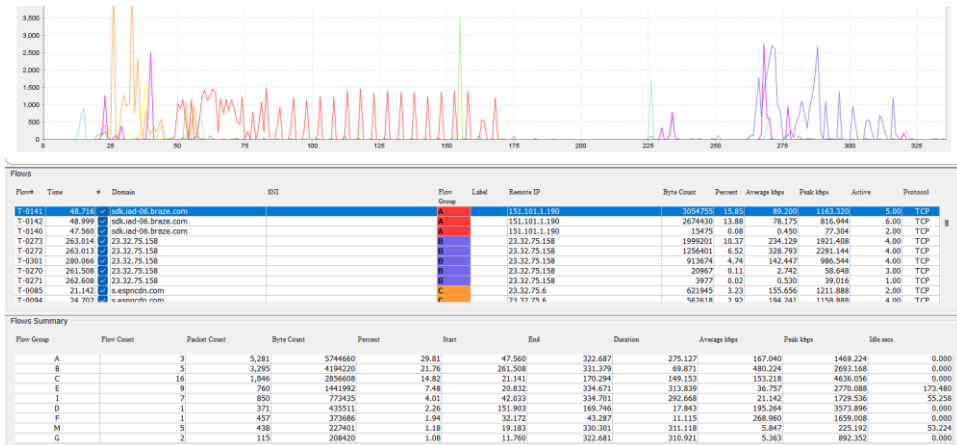 3,500
3,000
2,500
2,000
1,500
1,000
500
0
0 25 50 75 100 125 150 175 200 225 250 275 300 325
Flows
Flow# Time # Domain SNI Flow Group Label Remote IP Byte Count Percent Average kbps Peak kbps Active Protocol
T-0141 48.716 sdk.iad-06.braze.com A 151.101.1.190 3054755 15.85 89.200 1163.320 5.00 TCP
T-0142 48.999 sdk.iad-06.braze.com A 151.101.1.190 2674430 13.88 78.175 816.944 6.00 TCP
T-0140 47.560 sdk.iad-06.braze.com A 151.101.1.190 15475 0.08 0.450 77.304 2.00 TCP
T-0273 263.014 23.32.75.158 B 23.32.75.158 1999201 10.37 234.129 1921.408 4.00 TCP
T-0272 263.013 23.32.75.158 B 23.32.75.158 1256401 6.52 328.793 2291.144 4.00 TCP
T-0301 280.066 23.32.75.158 B 23.32.75.158 913674 4.74 142.447 986.544 4.00 TCP
T-0270 261.508 23.32.75.158 B 23.32.75.158 20967 0.11 2.742 58.648 3.00 TCP
T-0271 262.608 23.32.75.158 B 23.32.75.158 3977 0.02 0.530 39.016 1.00 TCP
T-0085 21.142 s.espncdn.com C 23.32.75.6 621945 3.23 155.656 1211.888 2.00 TCP
T-0094 24.702 s.espncdn.com C 23.32.75.6 562618 2.92 194.241 1158.888 4.00 TCP
Flows Summary
Flow Group Flow Count Packet Count Byte Count Percent Start End Duration Average kbps Peak kbps Idle secs.
A 3 5,281 5744660 29.81 47.560 322.687 275.127 167.040 1469.224 0.000
B 5 3,295 4194220 21.76 261.508 331.379 69.871 480.224 2693.168 0.000
C 16 1,846 2856608 14.82 21.141 170.294 149.153 153.218 4636.056 0.000
E 9 760 1441992 7.48 20.832 334.671 313.839 36.757 2770.088 173.480
I 7 850 773435 4.01 42.033 334.701 292.668 21.142 1729.536 55.258
D 1 371 435511 2.26 151.903 169.746 17.843 195.264 3573.896 0.000
F 1 457 373686 1.94 32.172 43.287 11.115 268.960 1659.008 0.000
M 5 438 227401 1.18 19.183 330.301 311.118 5.847 225.192 53.224
G 2 115 208420 1.08 11.760 322.681 310.921 5.363 892.352 0.000